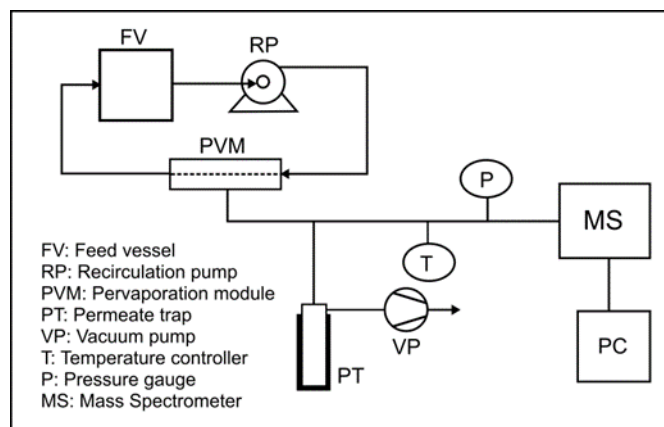 FV
RP
PVM
P
MS
T
FV: Feed vessel
RP: Recirculation pump
PVM: Pervaporation module
PT: Permeate trap
VP: Vacuum pump
T: Temperature controller
P: Pressure gauge
MS: Mass Spectrometer
VP
PT
PC